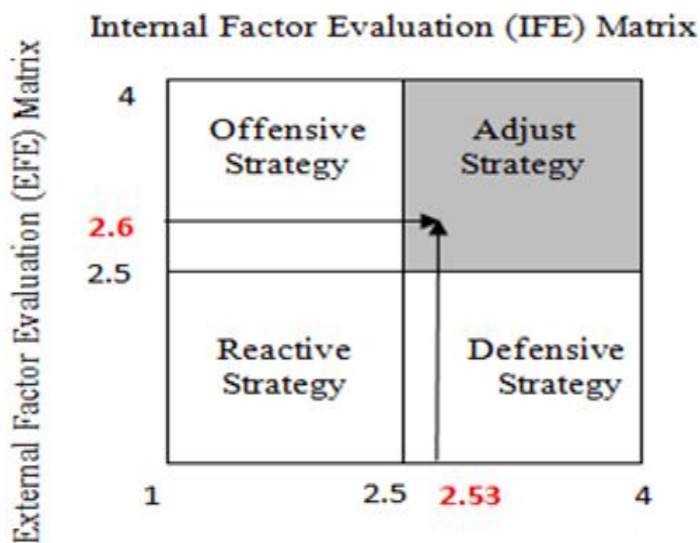 Internal Factor Evaluation (IFE) Matrix
External Factor Evaluation (EFE) Matrix
4
Offensive
Strategy
Adjust
Strategy
2.6
2.5
Reactive
Strategy
Defensive
Strategy
1
2.5
2.53
4